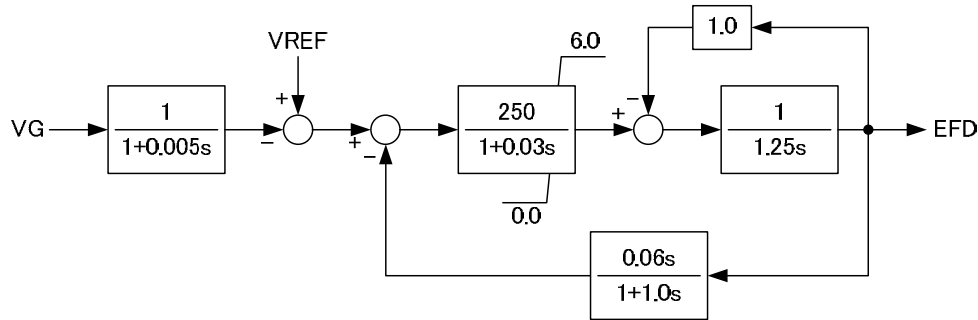 1.0
6.0
VREF
+
−
VG
1
1+0.005s
−
+
−
250
1+0.03s
+
1
1.25s
EFD
0.0
0.06s
1+1.0s